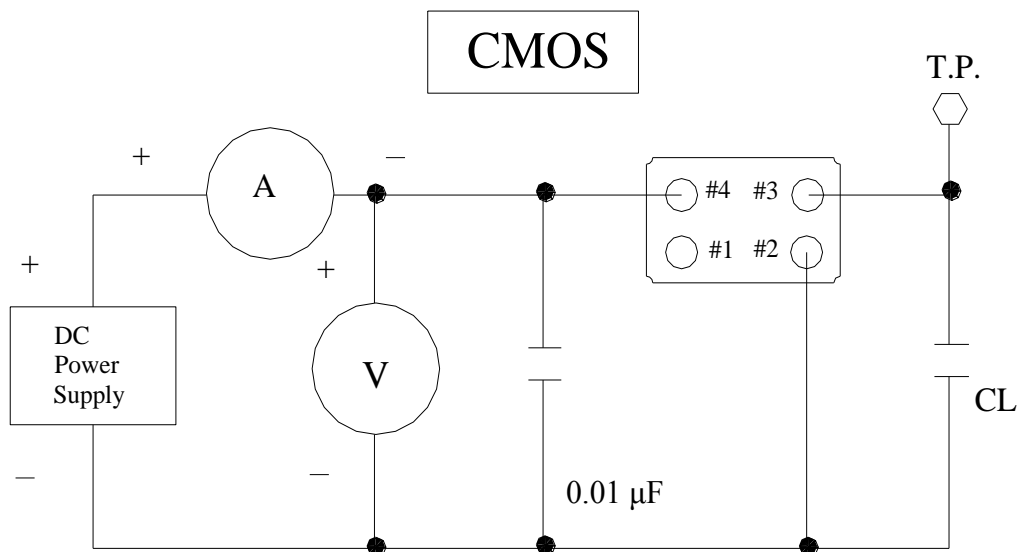 CMOS
T.P.
+
A
–
#4 #3
#1 #2
+
+
DC
Power
Supply
V
CL
–
–
0.01 μF